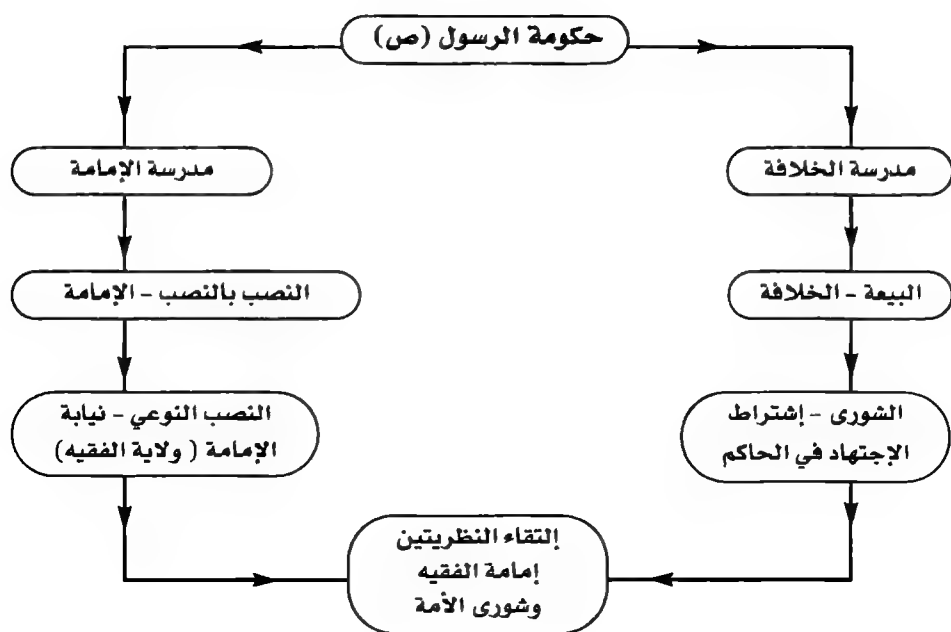 حكومة الرسول (ص)
مدرسة الخلافة
مدرسة الإمامة
البيعة - الخلافة
النصب بالنصب - الإمامة
الشورى - إشتراط
الإجتهاد في الحاكم
النصب النوعي - نيابة
الإمامة ( ولاية الفقيه)
إلتقاء النظريتين
إمامة الفقيه
وشورى الأمة